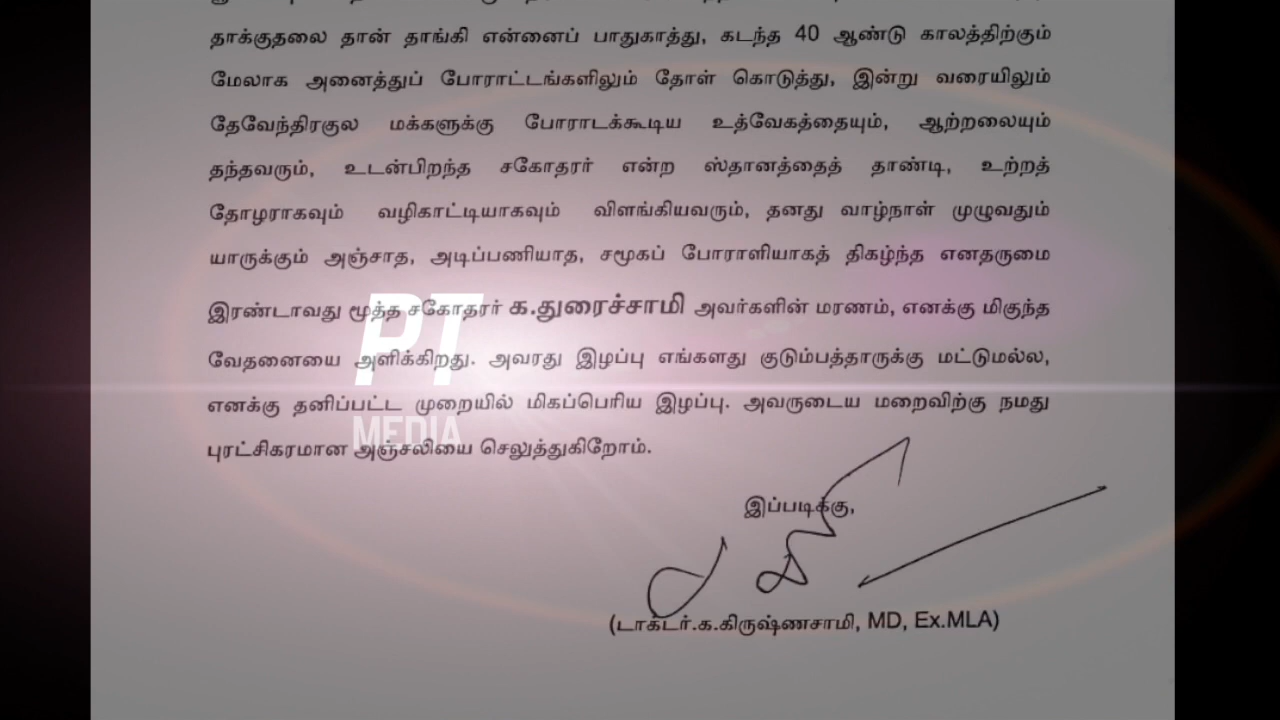 தாக்குதலை தான் தாங்கி என்னைப் பாதுகாத்து, கடந்த 40 ஆண்டு காலத்திற்கும்
மேலாக அனைத்துப் போராட்டங்களிலும் தோள் கொடுத்து, இன்று வரையிலும்
தேவேந்திரகுல மக்களுக்கு போராடக்கூடிய உத்வேகத்தையும், ஆற்றலையும்
தந்தவரும், உடன்பிறந்த சகோதரர் என்ற ஸ்தானத்தைத் தாண்டி, உற்றத்
தோழராகவும் வழிகாட்டியாகவும் விளங்கியவரும், தனது வாழ்நாள் முழுவதும்
யாருக்கும் அஞ்சாத, அடிப்பணியாத, சமூகப் போராளியாகத் திகழ்ந்த எனதருமை
இரண்டாவது மூத்த சகோதரர் க.துரைச்சாமி அவர்களின் மரணம், எனக்கு மிகுந்த
வேதனையை அளிக்கிறது. அவரது இழப்பு எங்களது குடும்பத்தாருக்கு மட்டுமல்ல,
எனக்கு தனிப்பட்ட முறையில் மிகப்பெரிய இழப்பு. அவருடைய மறைவிற்கு நமது
புரட்சிகரமான அஞ்சலியை செலுத்துகிறோம்.
PT
MEDIA
இப்படிக்கு,
(டாக்டர்.க.கிருஷ்ணசாமி, MD, Ex.MLA)